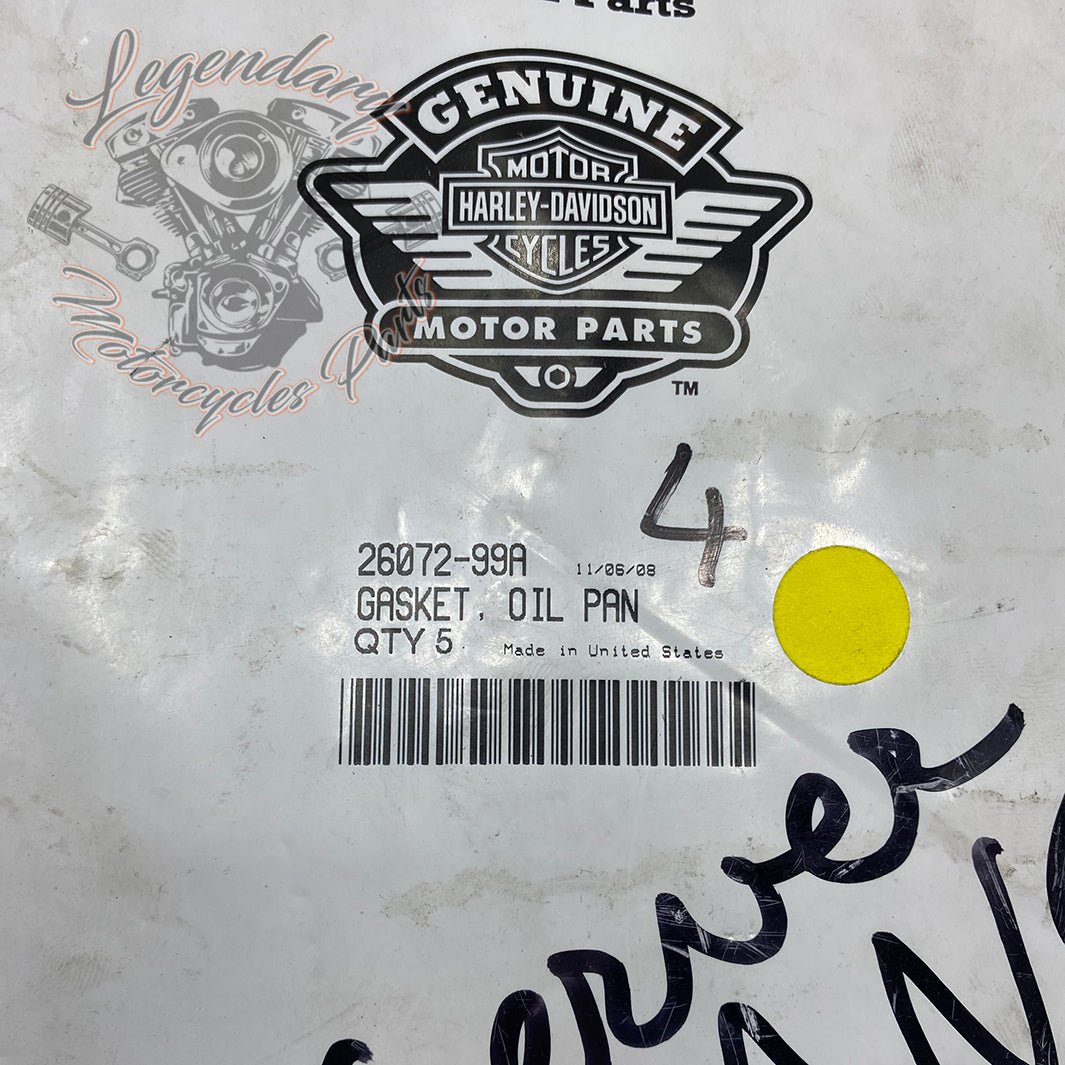 Parts
Legendary
Motorcycles Parts
GENUINE
MOTOR
HARLEY-DAVIDSON
CYCLES
MOTOR PARTS
TM
4
26072-99A 11/06/08
GASKET, OIL PAN
QTY 5 Made in United States